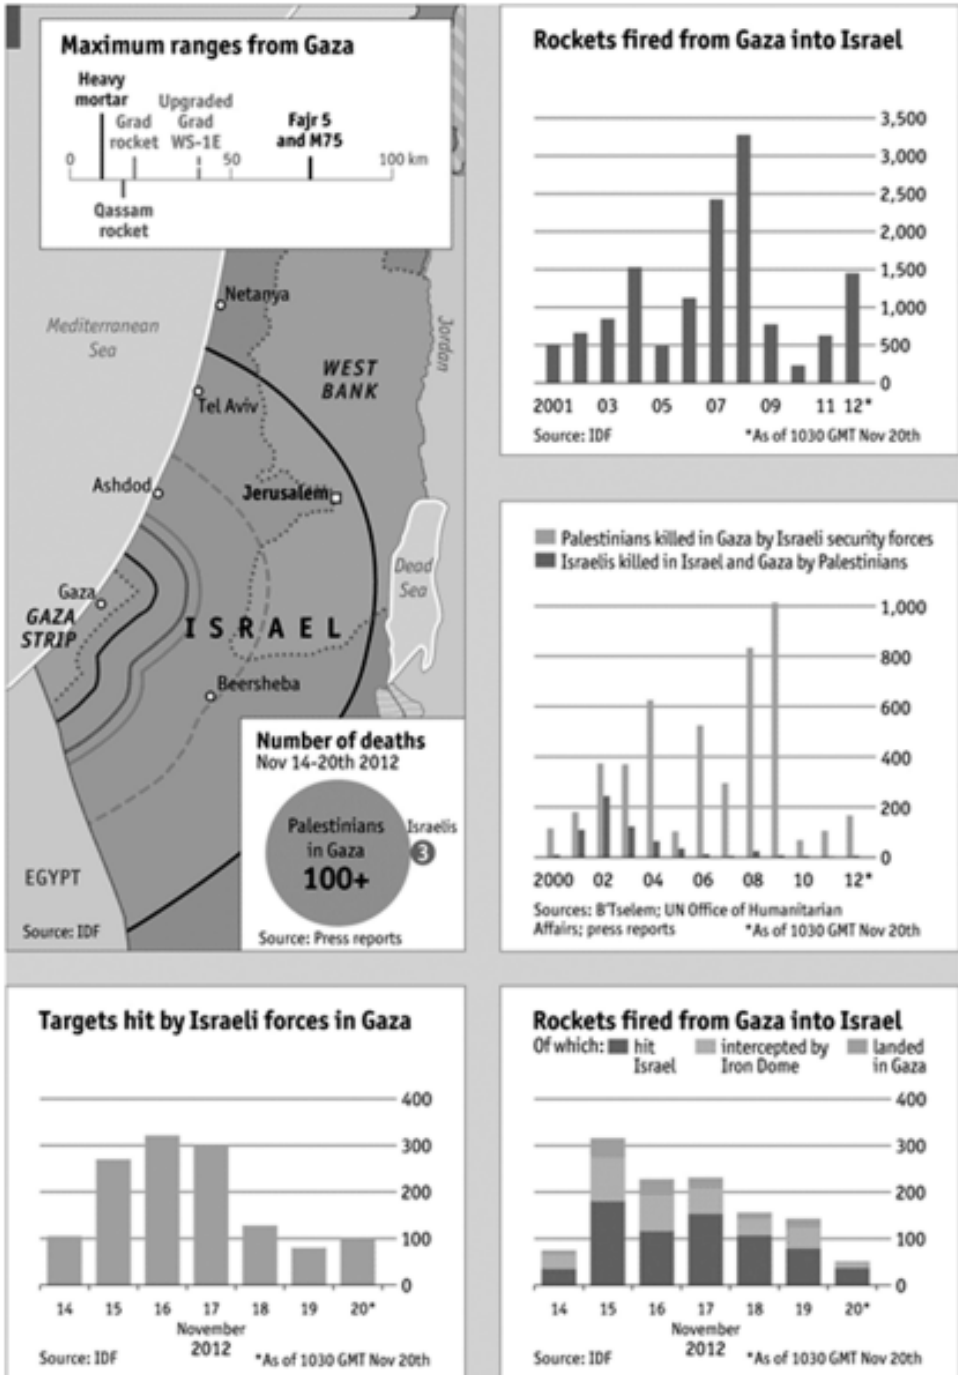 Maximum ranges from Gaza
Heavy
mortar
Grad
rocket
Upgraded
Grad
WS-1E
Fajr 5
and M75
0
50
100 km
Qassam
rocket
Netanya
Mediterranean
Sea
Jordan
WEST
BANK
Tel Aviv
Ashdod
Jerusalem
Dead
Sea
Gaza
GAZA
STRIP
ISRAEL
Beersheba
EGYPT
Source: IDF
Number of deaths
Nov 14-20th 2012
Palestinians
in Gaza
100+
Israelis
3
Source: Press reports
Rockets fired from Gaza into Israel
3,500
3,000
2,500
2,000
1,500
1,000
500
0
2001 03 05 07 09 11 12*
Source: IDF *As of 1030 GMT Nov 20th
Palestinians killed in Gaza by Israeli security forces
Israelis killed in Israel and Gaza by Palestinians
1,000
800
600
400
200
0
2000 02 04 06 08 10 12*
Sources: B'Tselem; UN Office of Humanitarian
Affairs; press reports *As of 1030 GMT Nov 20th
Targets hit by Israeli forces in Gaza
400
300
200
100
0
14 15 16 17 18 19 20*
November
2012
Source: IDF *As of 1030 GMT Nov 20th
Rockets fired from Gaza into Israel
Of which: hit
Israel
intercepted by
Iron Dome
landed
in Gaza
400
300
200
100
0
14 15 16 17 18 19 20*
November
2012
Source: IDF *As of 1030 GMT Nov 20th